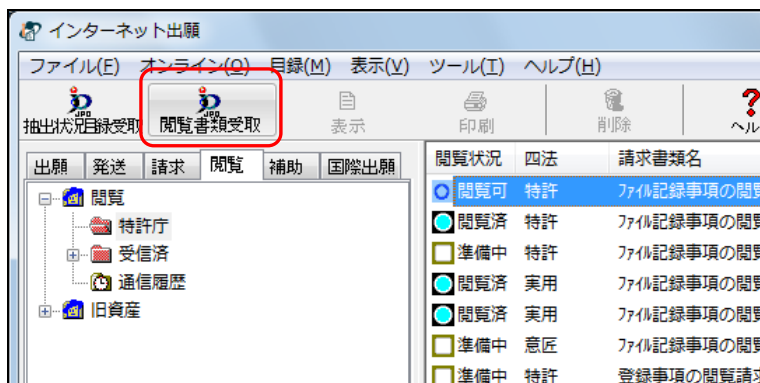 インターネット出願
ファイル(F) オンライン(O) 目録(M) 表示(V) ツール(T) ヘルプ(H)
抽出状況目録受取 閲覧書類受取 表示 印刷 削除 ヘル
出願 発送 請求 閲覧 補助 国際出願
閲覧
特許庁
受信済
通信履歴
旧資産
閲覧状況 四法 請求書類名
閲覧可 特許 ファイル記録事項の閲覧
閲覧済 特許 ファイル記録事項の閲覧
準備中 特許 ファイル記録事項の閲覧
閲覧済 実用 ファイル記録事項の閲覧
閲覧済 実用 ファイル記録事項の閲覧
準備中 意匠 ファイル記録事項の閲覧
準備中 特許 登録事項の閲覧請求